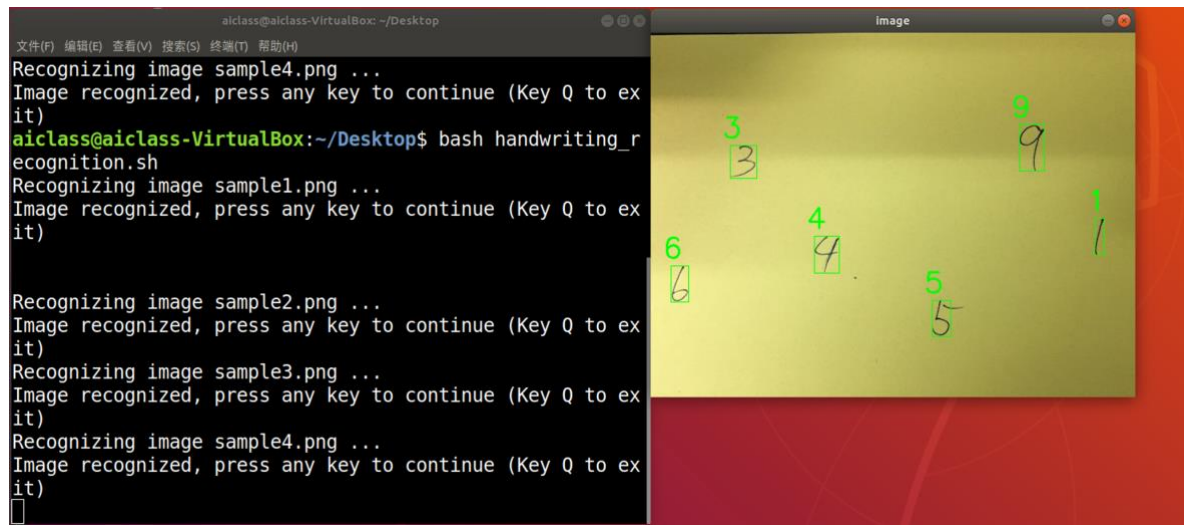 aiclass@aiclass-VirtualBox: ~/Desktop
文件(F) 编辑(E) 查看(V) 搜索(S) 终端(T) 帮助(H)
Recognizing image sample4.png ...
Image recognized, press any key to continue (Key Q to ex
it)
aiclass@aiclass-VirtualBox:~/Desktop$ bash handwriting_r
ecognition.sh
Recognizing image sample1.png ...
Image recognized, press any key to continue (Key Q to ex
it)
Recognizing image sample2.png ...
Image recognized, press any key to continue (Key Q to ex
it)
Recognizing image sample3.png ...
Image recognized, press any key to continue (Key Q to ex
it)
Recognizing image sample4.png ...
Image recognized, press any key to continue (Key Q to ex
it)
image
9
3
9
3
1
4
1
6
4
5
6
5